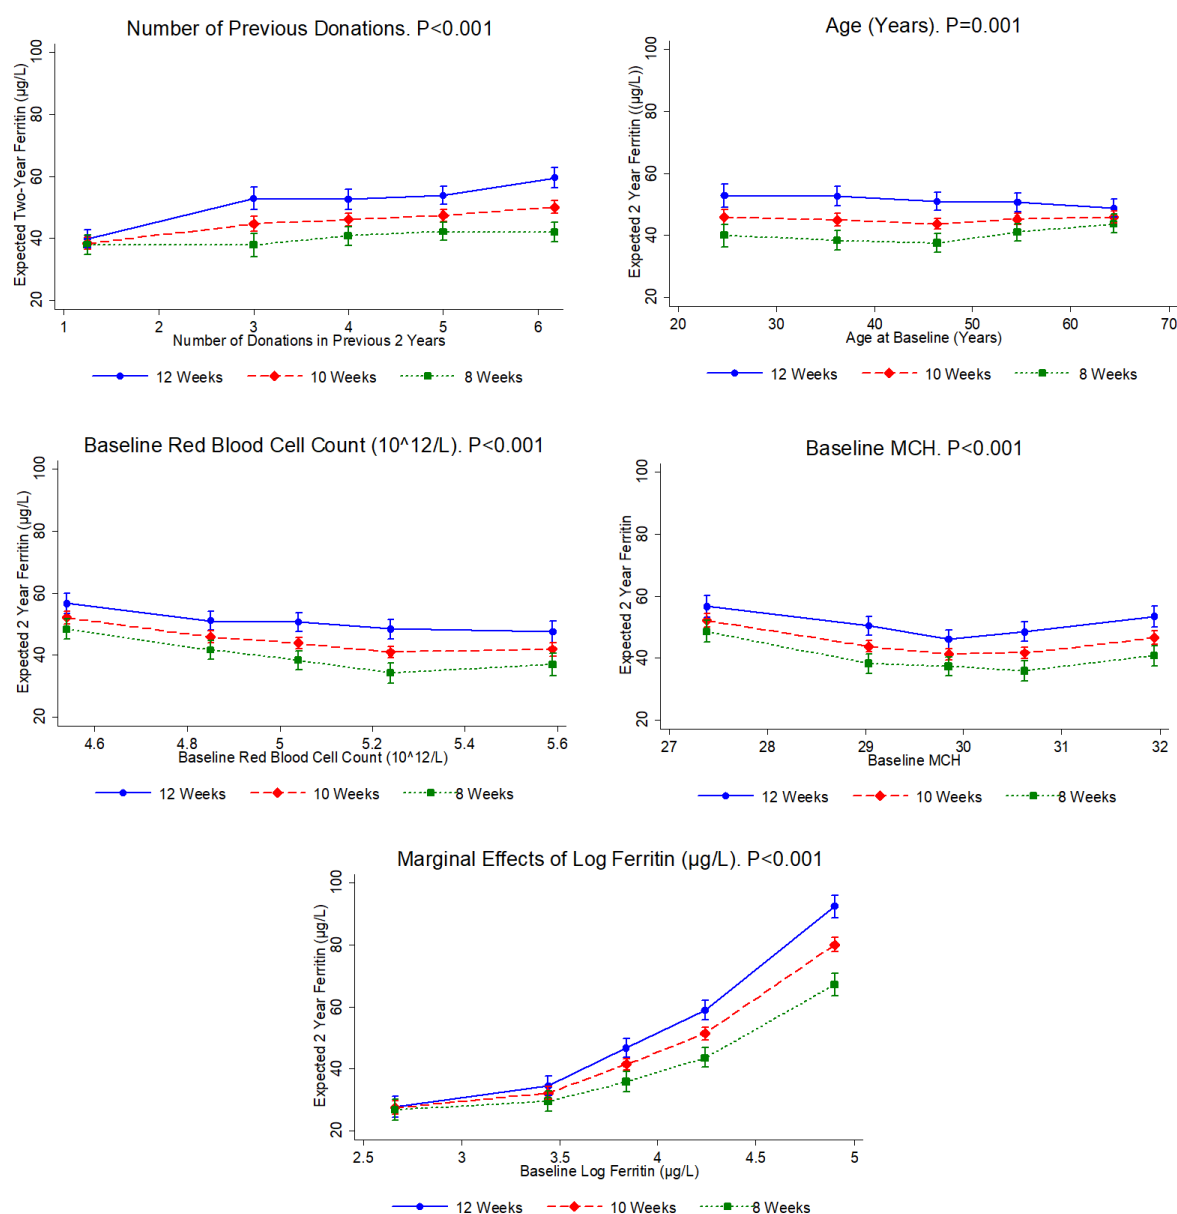 Number of Previous Donations. P<0.001
Expected Two-Year Ferritin (µg/L)
100
80
60
40
20
1 2 3 4 5 6
Number of Donations in Previous 2 Years
12 Weeks 10 Weeks 8 Weeks
Age (Years). P=0.001
Expected 2 Year Ferritin ((µg/L))
100
80
60
40
20
20 30 40 50 60 70
Age at Baseline (Years)
12 Weeks 10 Weeks 8 Weeks
Baseline Red Blood Cell Count (10^12/L). P<0.001
Expected 2 Year Ferritin (µg/L)
100
80
60
40
20
4.6 4.8 5 5.2 5.4 5.6
Baseline Red Blood Cell Count (10^12/L)
12 Weeks 10 Weeks 8 Weeks
Baseline MCH. P<0.001
Expected 2 Year Ferritin
100
80
60
40
20
27 28 29 30 31 32
Baseline MCH
12 Weeks 10 Weeks 8 Weeks
Marginal Effects of Log Ferritin (µg/L). P<0.001
Expected 2 Year Ferritin (µg/L)
100
80
60
40
20
2.5 3 3.5 4 4.5 5
Baseline Log Ferritin (µg/L)
12 Weeks 10 Weeks 8 Weeks